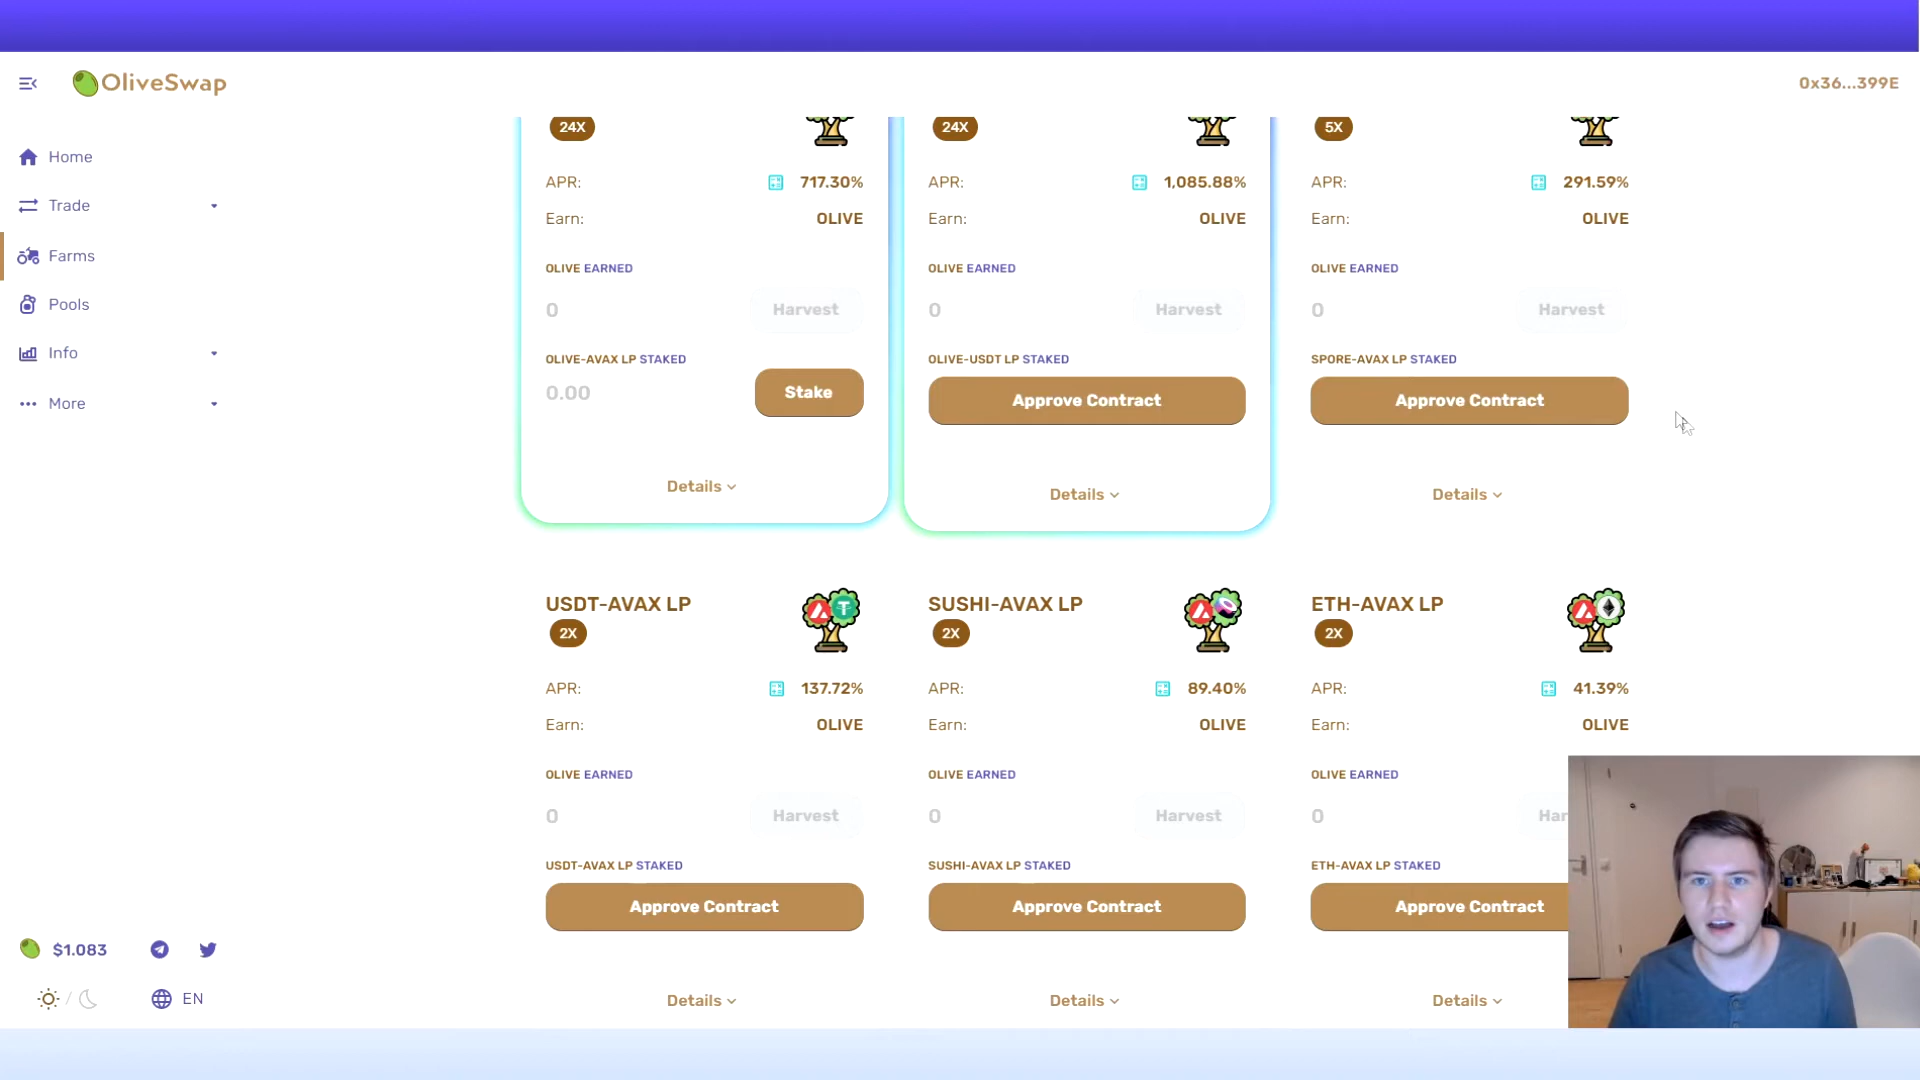 OliveSwap
0x36...399E
Home
Trade
Farms
Pools
Info
More
24X
APR: 717.30%
Earn: OLIVE
OLIVE EARNED
0 Harvest
OLIVE-AVAX LP STAKED
0.00 Stake
Details
24X
APR: 1,085.88%
Earn: OLIVE
OLIVE EARNED
0 Harvest
OLIVE-USDT LP STAKED
Approve Contract
Details
5X
APR: 291.59%
Earn: OLIVE
OLIVE EARNED
0 Harvest
SPORE-AVAX LP STAKED
Approve Contract
Details
USDT-AVAX LP
2X
APR: 137.72%
Earn: OLIVE
OLIVE EARNED
0 Harvest
USDT-AVAX LP STAKED
Approve Contract
Details
SUSHI-AVAX LP
2X
APR: 89.40%
Earn: OLIVE
OLIVE EARNED
0 Harvest
SUSHI-AVAX LP STAKED
Approve Contract
Details
ETH-AVAX LP
2X
APR: 41.39%
Earn: OLIVE
OLIVE EARNED
0 Har
ETH-AVAX LP STAKED
Approve Contract
Details
$1.083
/
EN